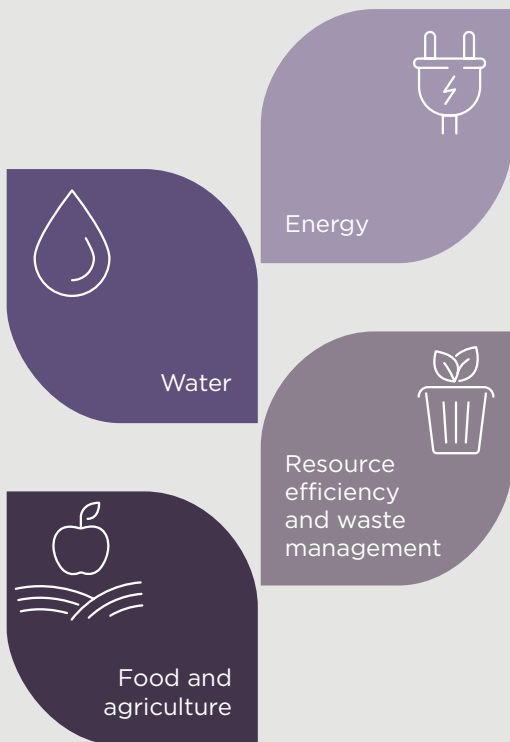 Energy
Water
Resource
efficiency
and waste
management
Food and
agriculture